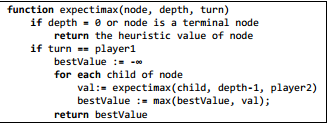 function expectimax(node, depth, turn)
if depth = 0 or node is a terminal node
return the heuristic value of node
if turn == player1
bestValue := -∞
for each child of node
val:= expectimax(child, depth-1, player2)
bestValue := max(bestValue, val);
return bestValue